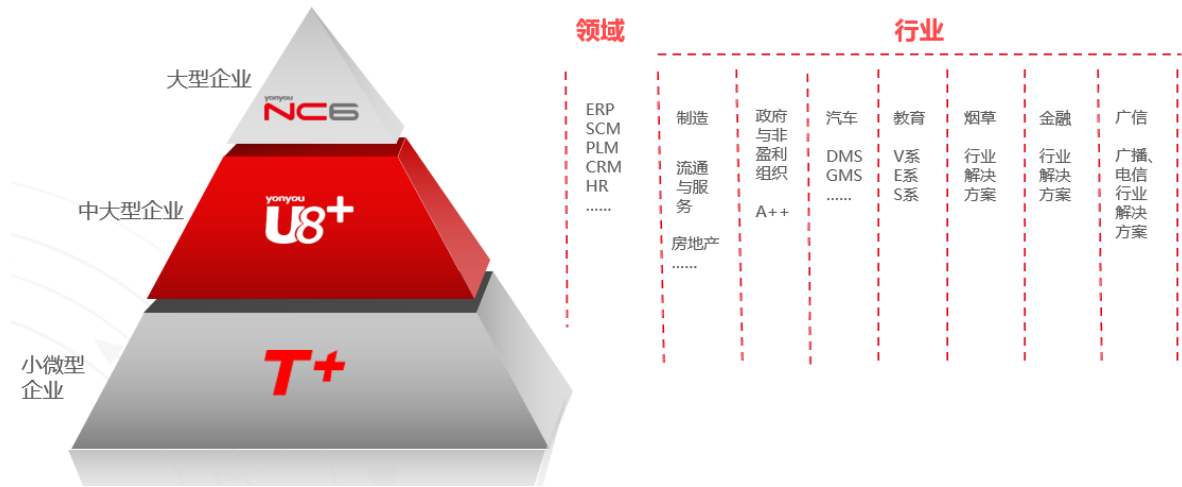 大型企业
yonyou
NC6
中大型企业
yonyou
U8+
小微型
企业
T+
领域
ERP
SCM
PLM
CRM
HR
......
行业
制造
流通
与服
务
房地产
......
政府
与非
盈利
组织
A++
汽车
DMS
GMS
......
教育
V系
E系
S系
烟草
行业
解决
方案
金融
行业
解决
方案
广信
广播、
电信
行业
解决
方案